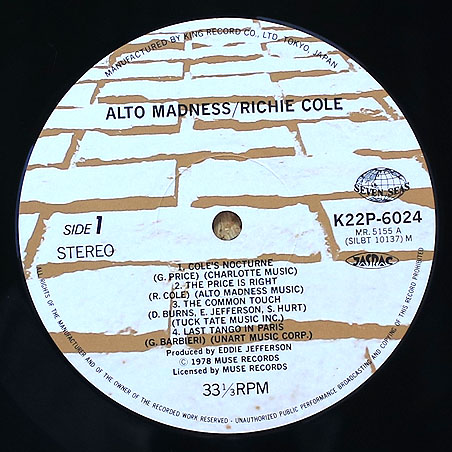 MANUFACTURED BY KING RECORD CO., LTD, TOKYO, JAPAN
ALTO MADNESS/RICHIE COLE
SEVEN SEAS
K22P-6024
MR. 5155 A
(SILBT 10137) M
JASRAC
SIDE 1
STEREO
1. COLE'S NOCTURNE
(G. PRICE) (CHARLOTTE MUSIC)
2. THE PRICE IS RIGHT
(R. COLE) (ALTO MADNESS MUSIC)
3. THE COMMON TOUCH
(D. BURNS, E. JEFFERSON, S. HURT)
(TUCK TATE MUSIC INC.)
4. LAST TANGO IN PARIS
(G. BARBIERI) (UNART MUSIC CORP.)
Produced by EDDIE JEFFERSON
© 1978 MUSE RECORDS
Licensed by MUSE RECORDS
33⅓RPM
ALL RIGHTS OF THE MANUFACTURER AND OF THE OWNER OF THE RECORDED WORK RESERVED - UNAUTHORIZED PUBLIC PERFORMANCE BROADCASTING AND COPYING OF THIS RECORD PROHIBITED